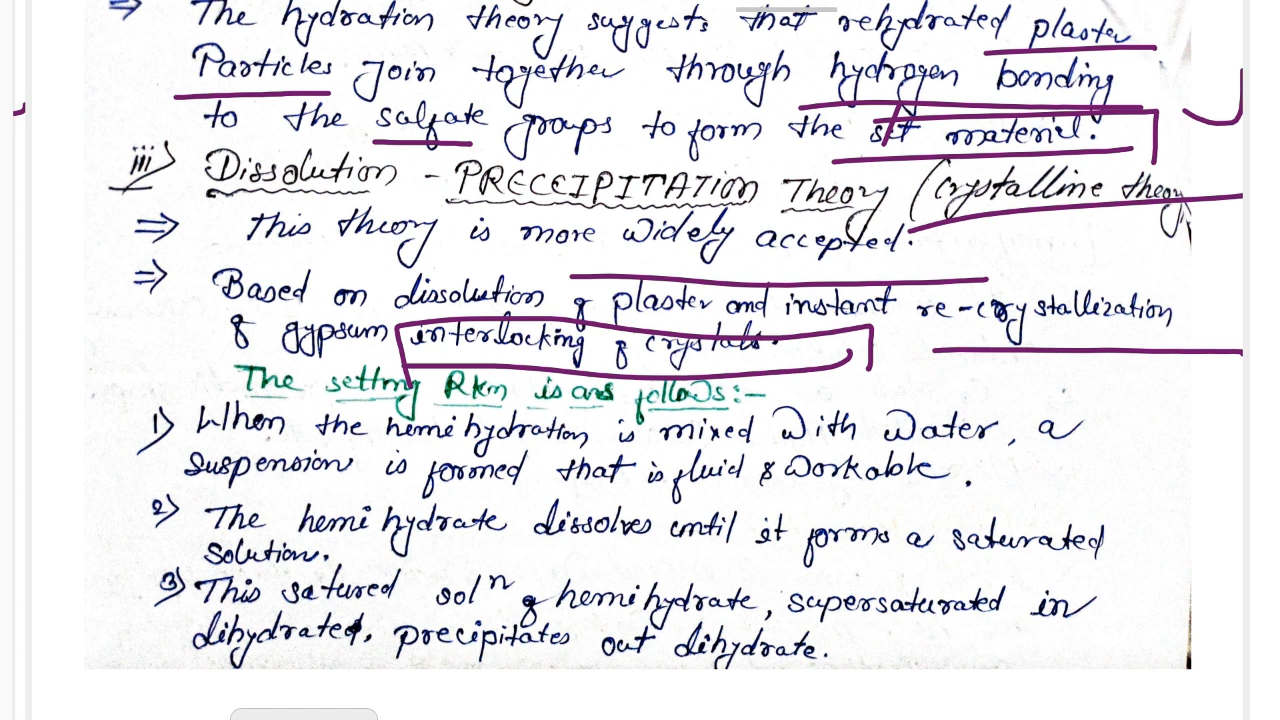 ⇒ The hydration theory suggests that rehydrated plaster
Particles Join together through hydrogen bonding
to the sulfate groups to form the set material.
iii> Dissolution - PRECCIPITATION Theory (Crystalline theory
⇒ This theory is more widely accepted.
⇒ Based on dissolution of plaster and instant re-crystallization
of gypsum interlocking of crystals.
The setting Rxn is as follows:-
1> When the hemihydration is mixed with water, a
suspension is formed that is fluid & workable.
2> The hemihydrate dissolves until it forms a saturated
solution.
3> This satured solⁿ of hemihydrate, supersaturated in
dihydrated, precipitates out dihydrate.